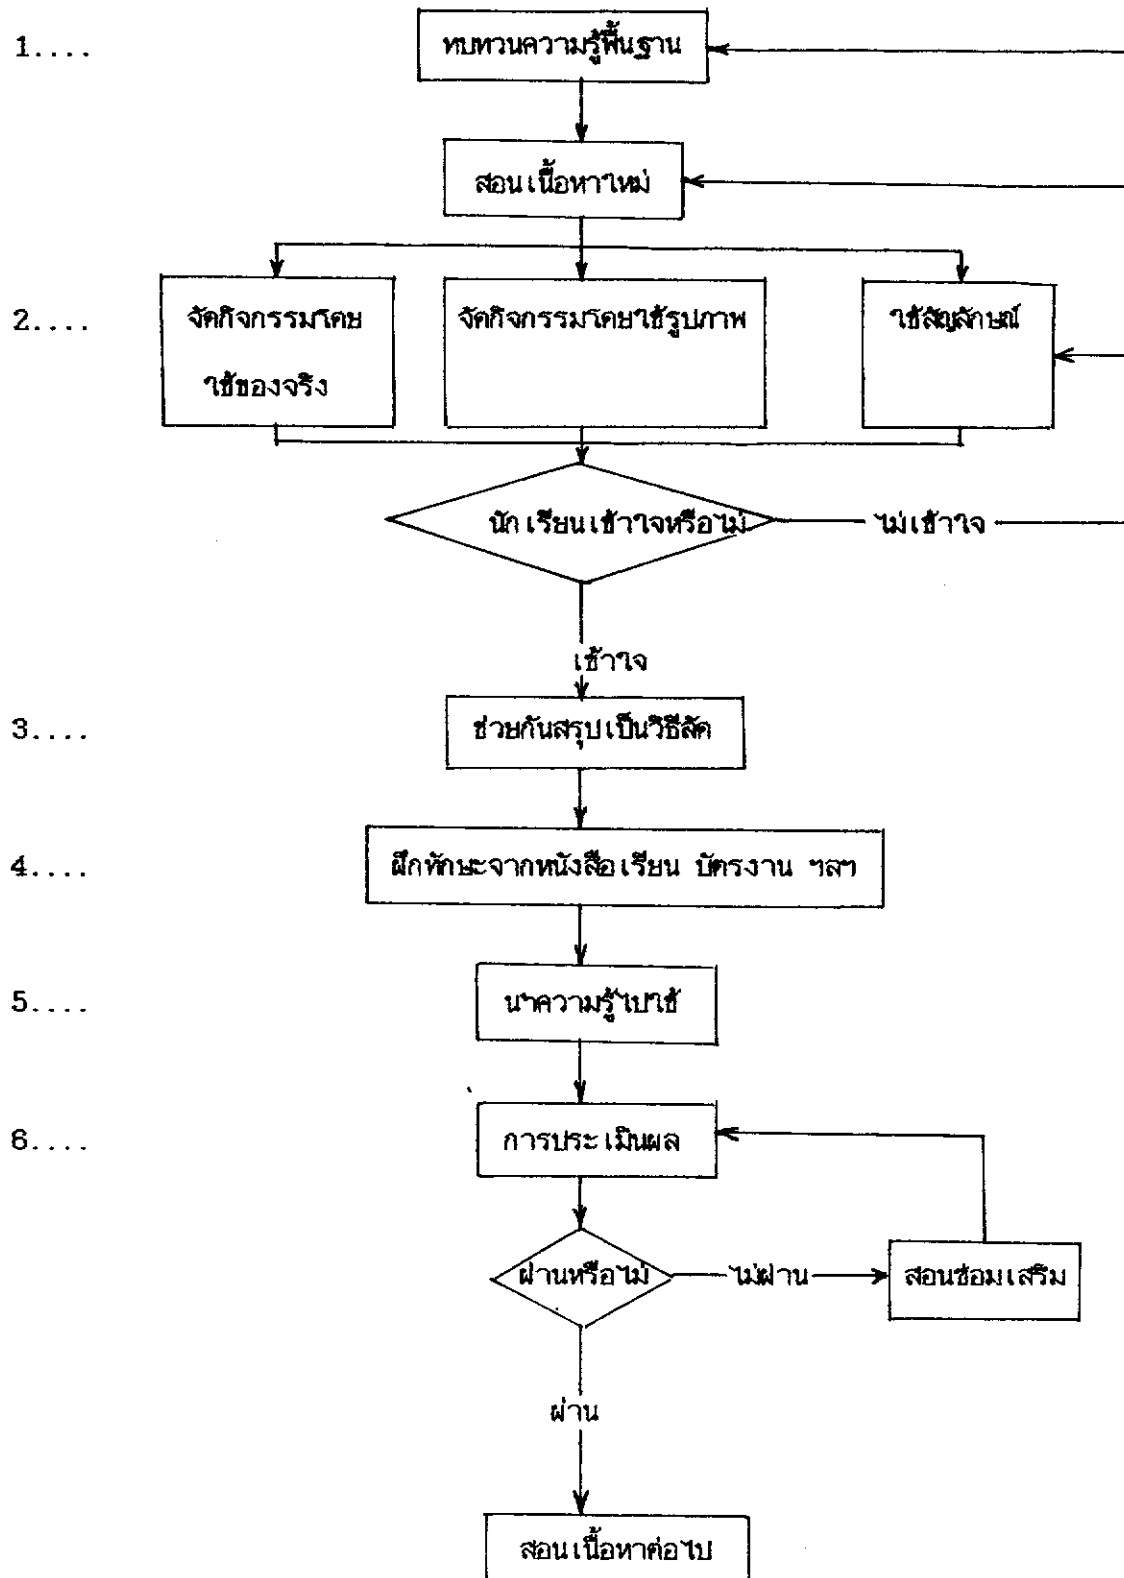 1....
ทบทวนความรู้พื้นฐาน
สอนเนื้อหาใหม่
2....
จัดกิจกรรมโดย
ใช้ของจริง
จัดกิจกรรมโดยใช้รูปภาพ
ใช้สัญลักษณ์
นักเรียนเข้าใจหรือไม่
ไม่เข้าใจ
เข้าใจ
3....
ช่วยกันสรุปเป็นวิธีลัด
4....
ฝึกทักษะจากหนังสือเรียน บัตรงาน ฯลฯ
5....
นำความรู้ไปใช้
6....
การประเมินผล
ผ่านหรือไม่
ไม่ผ่าน
สอนซ่อมเสริม
ผ่าน
สอนเนื้อหาต่อไป